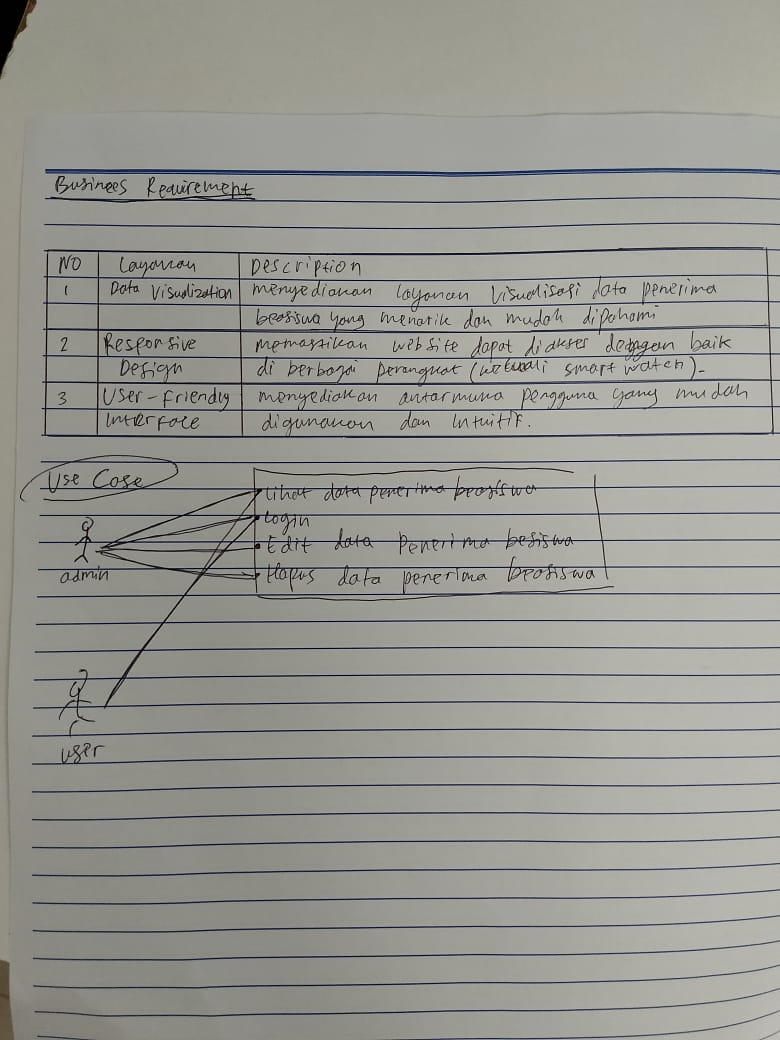 Businees Requirement
NO Layanan Description
1 Data Visualization menyediakan layanan Visualisasi data penerima
beasiswa yang menarik dan mudah dipahami
2 Responsive memastikan website dapat diakses dengan baik
Design di berbagai perangkat (kecuali smart watch).
3 User-Friendly menyediakan antarmuna pengguna yang mudah
Interface digunakan dan Intuitif.
Use Case
Lihat data penerima beasiswa
Login
Edit data Penerima besiswa
Hapus data penerima beasiswa
admin
user